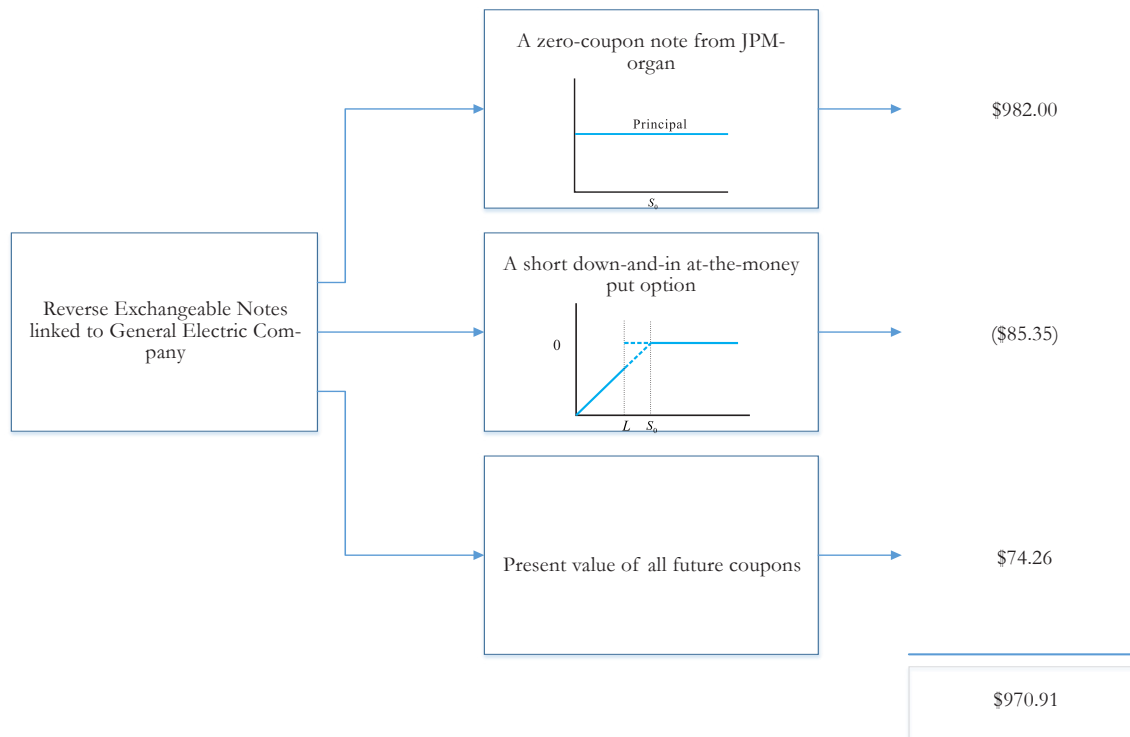 A zero-coupon note from JPM-
organ
Principal
S₀
$982.00
Reverse Exchangeable Notes
linked to General Electric Com-
pany
A short down-and-in at-the-money
put option
0
L S₀
($85.35)
Present value of all future coupons
$74.26
$970.91